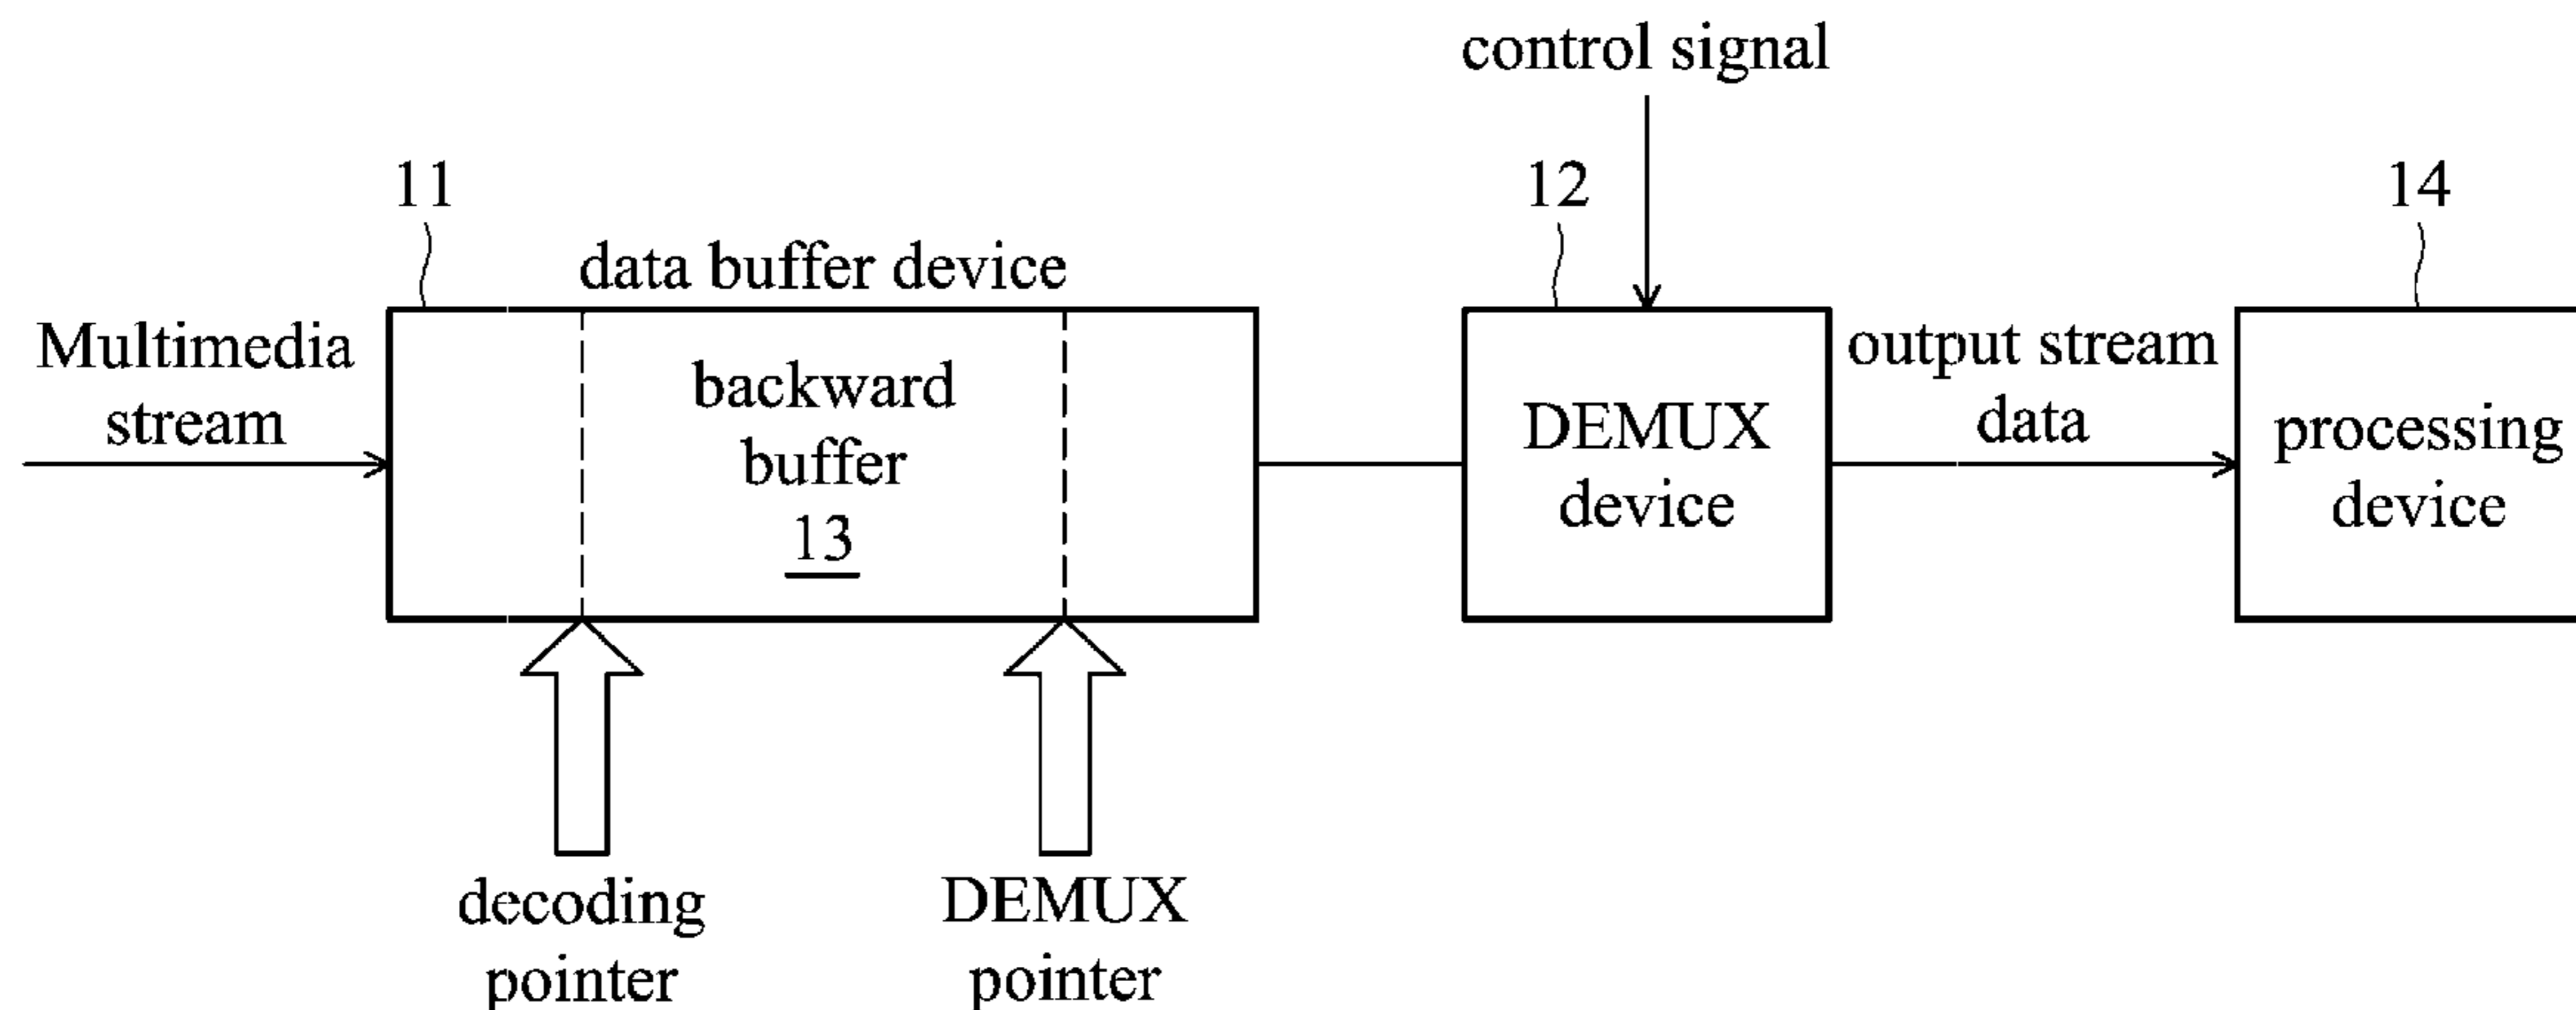 control signal
11
12
14
data buffer device
Multimedia
stream
backward
buffer
13
DEMUX
device
output stream
data
processing
device
decoding
pointer
DEMUX
pointer